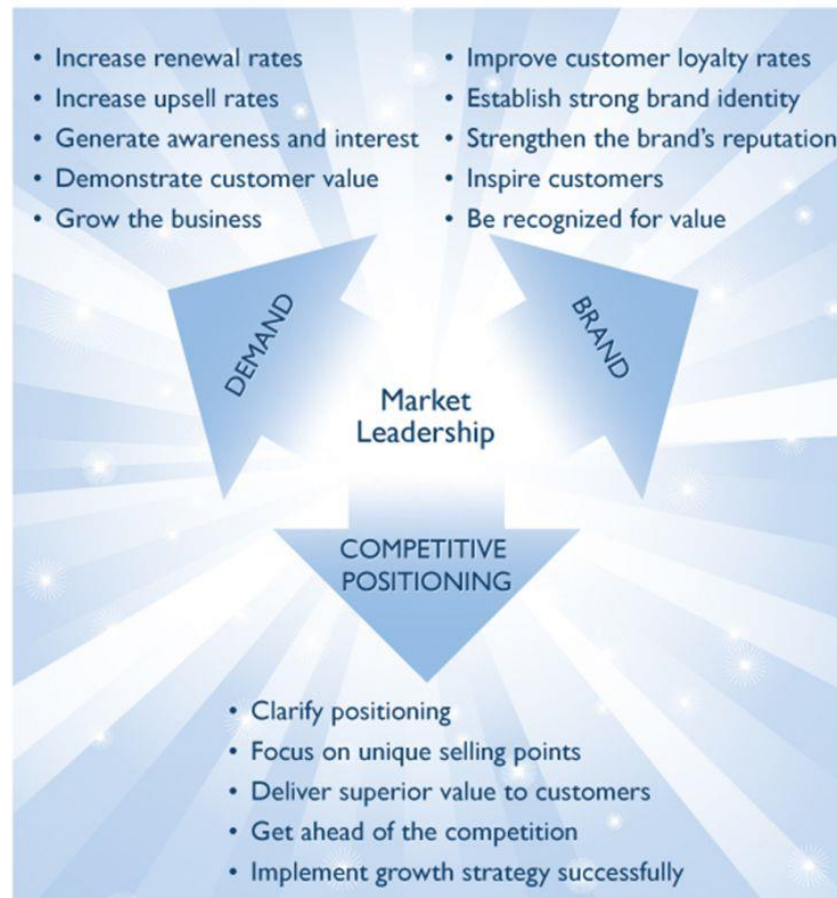 • Increase renewal rates
• Increase upsell rates
• Generate awareness and interest
• Demonstrate customer value
• Grow the business
• Improve customer loyalty rates
• Establish strong brand identity
• Strengthen the brand's reputation
• Inspire customers
• Be recognized for value
DEMAND
BRAND
Market
Leadership
COMPETITIVE
POSITIONING
• Clarify positioning
• Focus on unique selling points
• Deliver superior value to customers
• Get ahead of the competition
• Implement growth strategy successfully